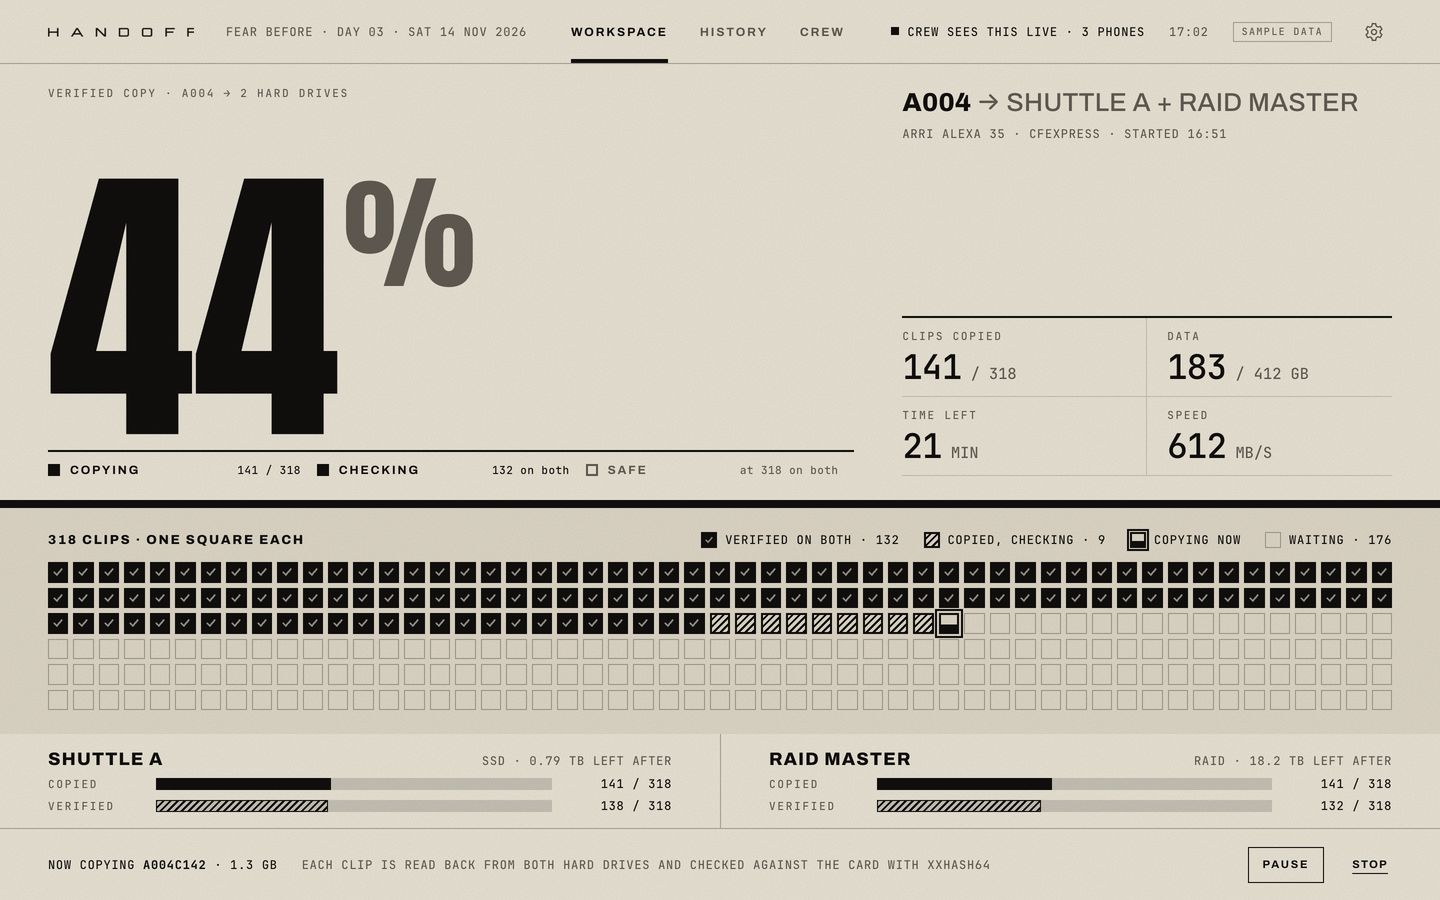 HANDOFF
FEAR BEFORE · DAY 03 · SAT 14 NOV 2026
WORKSPACE
HISTORY
CREW
CREW SEES THIS LIVE · 3 PHONES
17:02
SAMPLE DATA
VERIFIED COPY · A004 → 2 HARD DRIVES
44%
A004 → SHUTTLE A + RAID MASTER
ARRI ALEXA 35 · CFEXPRESS · STARTED 16:51
CLIPS COPIED
141 / 318
DATA
183 / 412 GB
TIME LEFT
21 MIN
SPEED
612 MB/S
COPYING 141 / 318
CHECKING 132 on both
SAFE at 318 on both
318 CLIPS · ONE SQUARE EACH
VERIFIED ON BOTH · 132
COPIED, CHECKING · 9
COPYING NOW
WAITING · 176
SHUTTLE A
SSD · 0.79 TB LEFT AFTER
COPIED 141 / 318
VERIFIED 138 / 318
RAID MASTER
RAID · 18.2 TB LEFT AFTER
COPIED 141 / 318
VERIFIED 132 / 318
NOW COPYING A004C142 · 1.3 GB
EACH CLIP IS READ BACK FROM BOTH HARD DRIVES AND CHECKED AGAINST THE CARD WITH XXHASH64
PAUSE
STOP